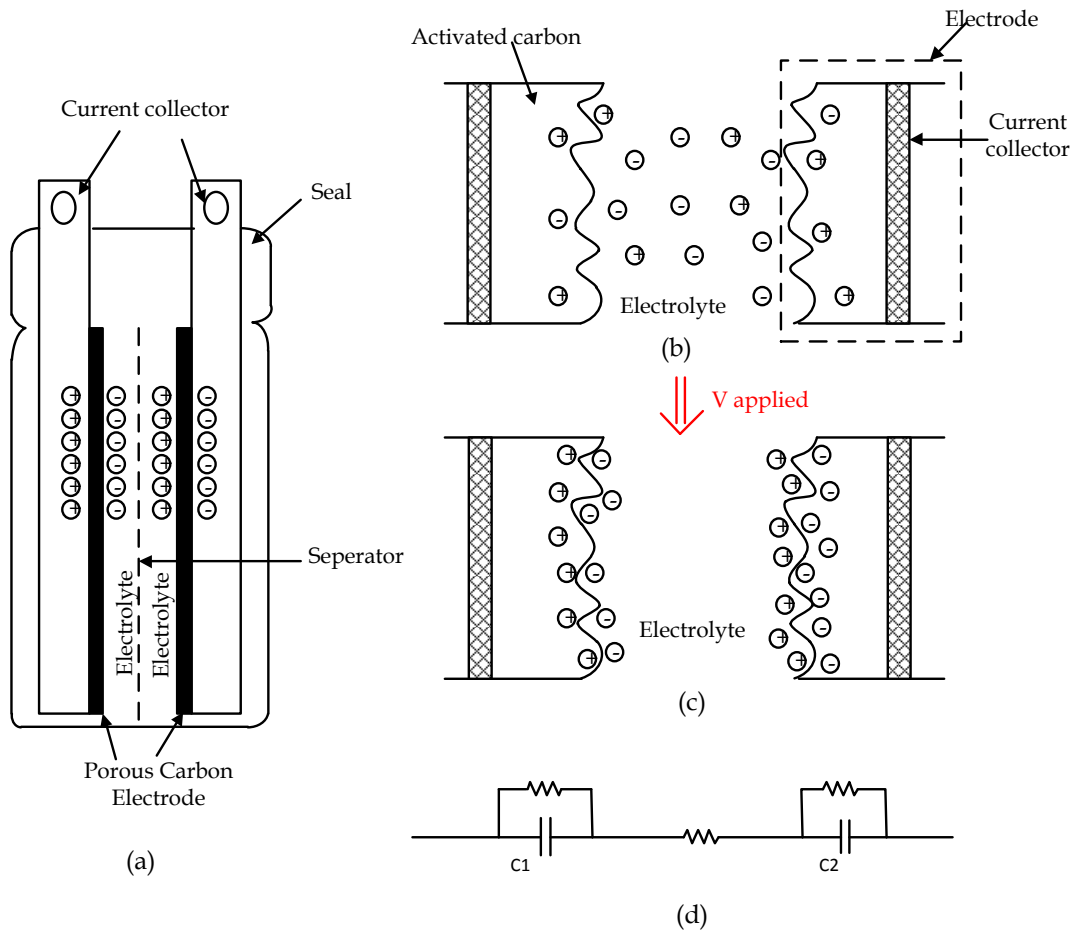 Current collector
Seal
Electrolyte
Electrolyte
Seperator
Porous Carbon
Electrode
(a)
Activated carbon
Electrode
Current
collector
Electrolyte
(b)
V applied
Electrolyte
(c)
C1
C2
(d)